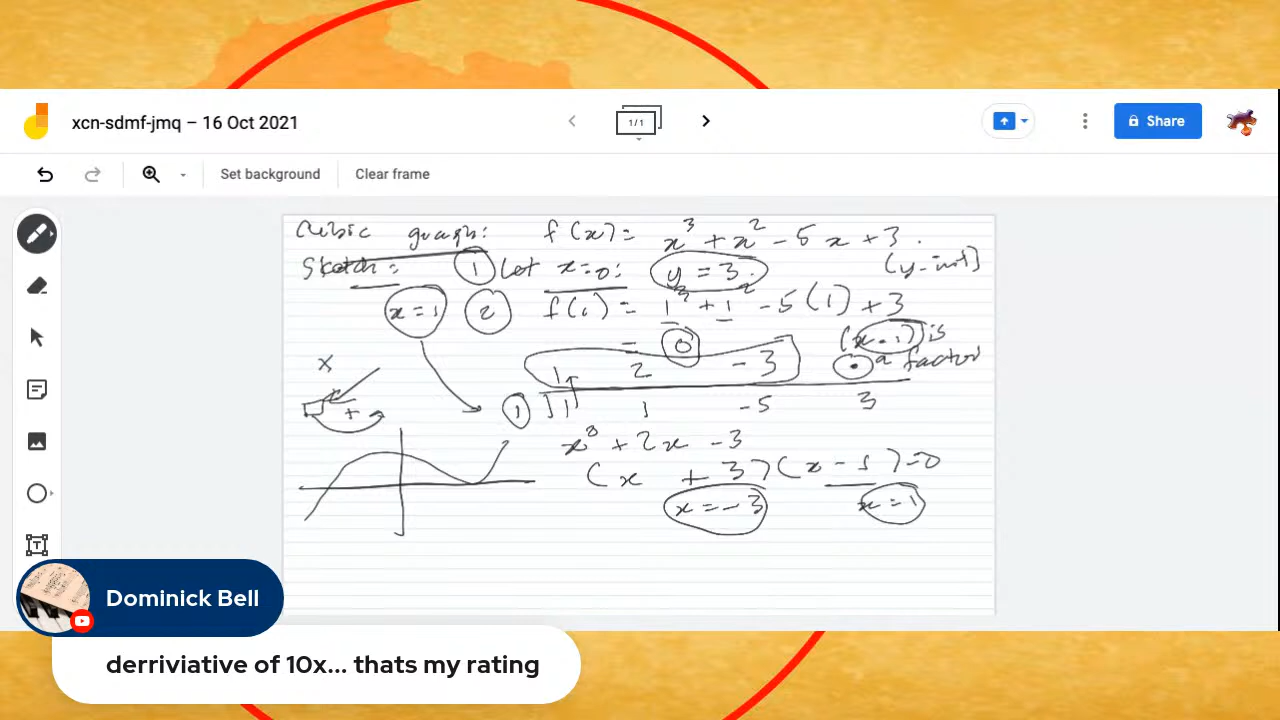 xcn-sdmf-jmq – 16 Oct 2021
1/1
Share
Set background
Clear frame
Cubic graph: f(x) = x³ + x² - 5x + 3.
Sketch: ① Let x=0: y = 3. (y-int)
x = 1 ② f(1) = 1³ + 1² - 5(1) + 3
= 0 (x - 1) is
a factor
x
1 2 -3
+
1 1 1 -5 3
x² + 2x - 3
(x + 3)(x - 1) = 0
x = -3 x = 1
T
Dominick Bell
derriviative of 10x... thats my rating